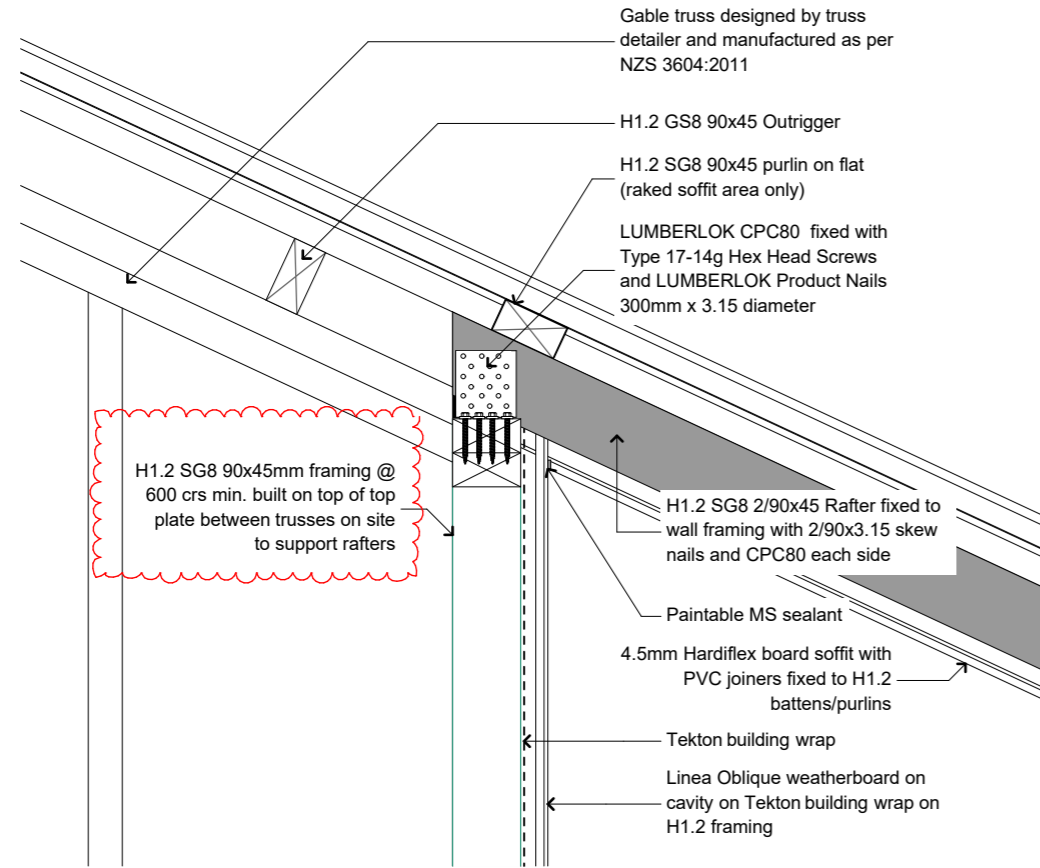 Gable truss designed by truss
detailer and manufactured as per
NZS 3604:2011
H1.2 GS8 90x45 Outrigger
H1.2 SG8 90x45 purlin on flat
(raked soffit area only)
LUMBERLOK CPC80 fixed with
Type 17-14g Hex Head Screws
and LUMBERLOK Product Nails
300mm x 3.15 diameter
H1.2 SG8 90x45mm framing @
600 crs min. built on top of top
plate between trusses on site
to support rafters
H1.2 SG8 2/90x45 Rafter fixed to
wall framing with 2/90x3.15 skew
nails and CPC80 each side
Paintable MS sealant
4.5mm Hardiflex board soffit with
PVC joiners fixed to H1.2
battens/purlins
Tekton building wrap
Linea Oblique weatherboard on
cavity on Tekton building wrap on
H1.2 framing